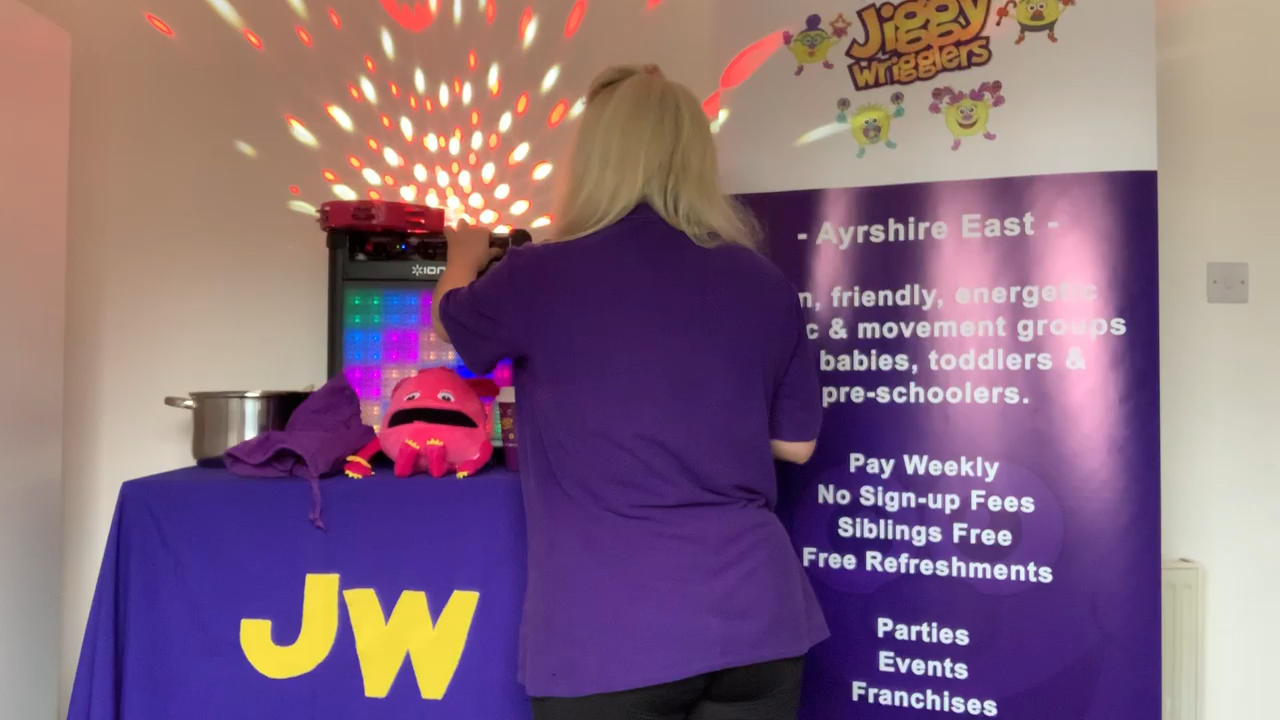 Jiggy
Wrigglers
- Ayrshire East -
friendly, energetic
& movement groups
babies, toddlers &
pre-schoolers.
Pay Weekly
No Sign-up Fees
Siblings Free
Free Refreshments
Parties
Events
Franchises
ION
JW